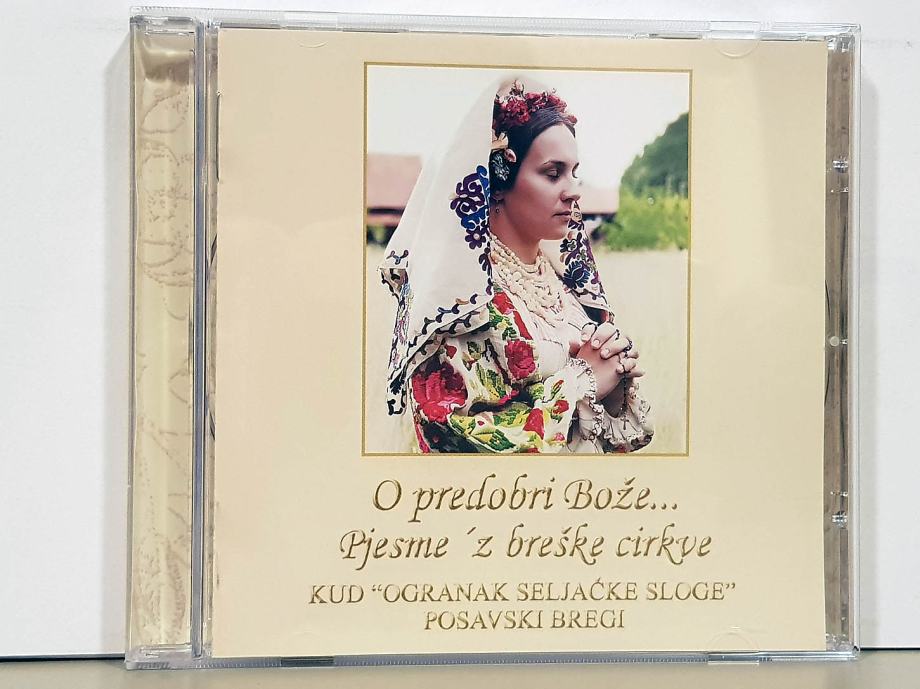 O predobri Bože...
Pjesme ´z breške cirkve
KUD “OGRANAK SELJAČKE SLOGE”
POSAVSKI BREGI